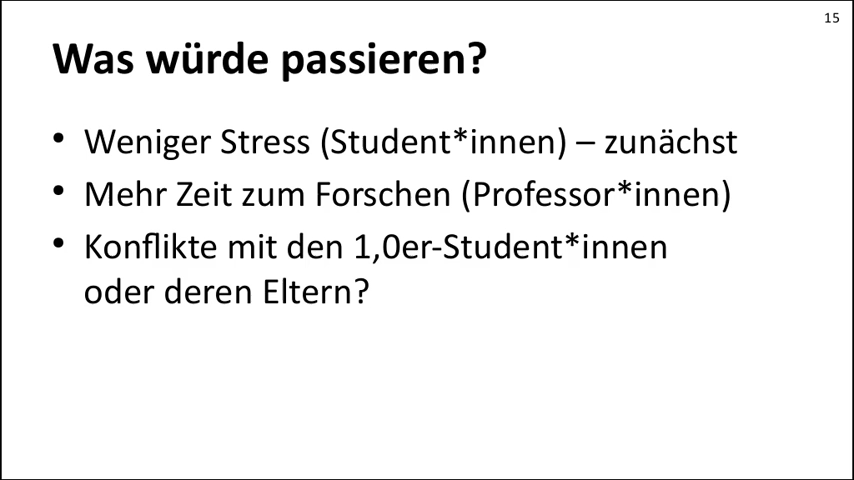 15
Was würde passieren?
• Weniger Stress (Student*innen) – zunächst
• Mehr Zeit zum Forschen (Professor*innen)
• Konflikte mit den 1,0er-Student*innen
oder deren Eltern?